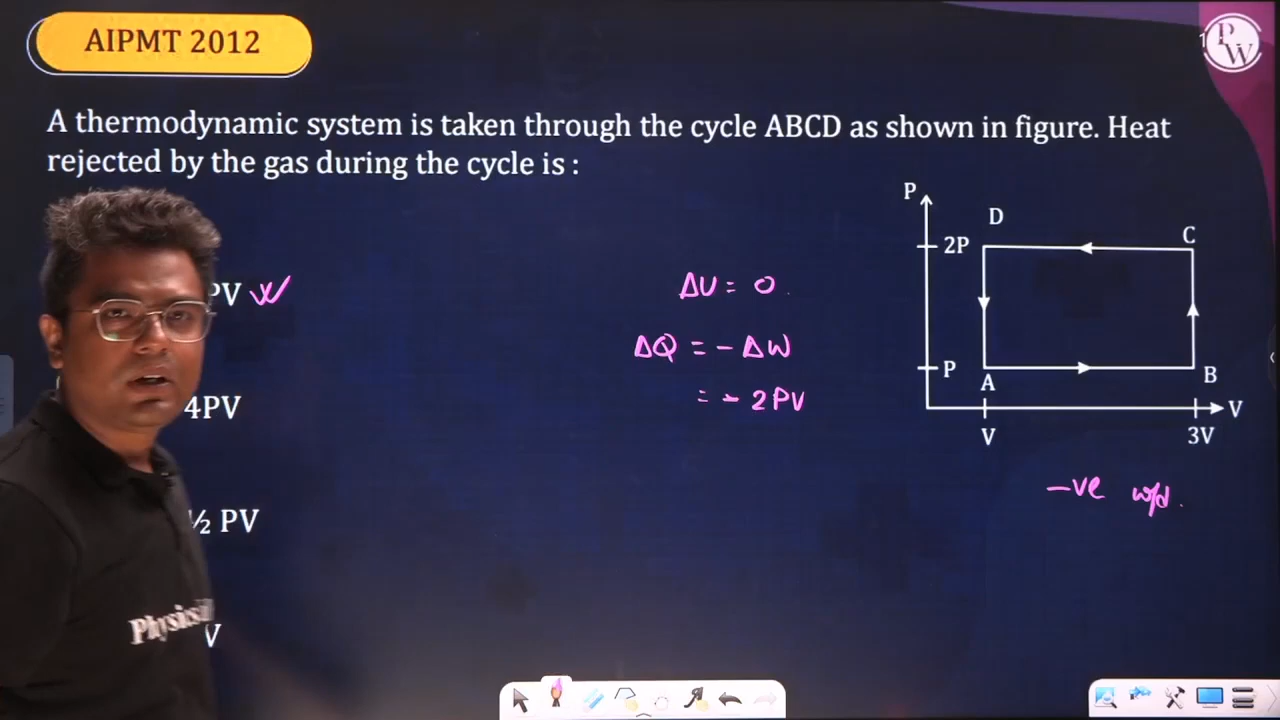 AIPMT 2012
PW
A thermodynamic system is taken through the cycle ABCD as shown in figure. Heat
rejected by the gas during the cycle is :
PV
4PV
½ PV
V
ΔU = 0
ΔQ = - ΔW
= - 2PV
P
D
2P
C
P
A
B
V
V
3V
-ve w/d.